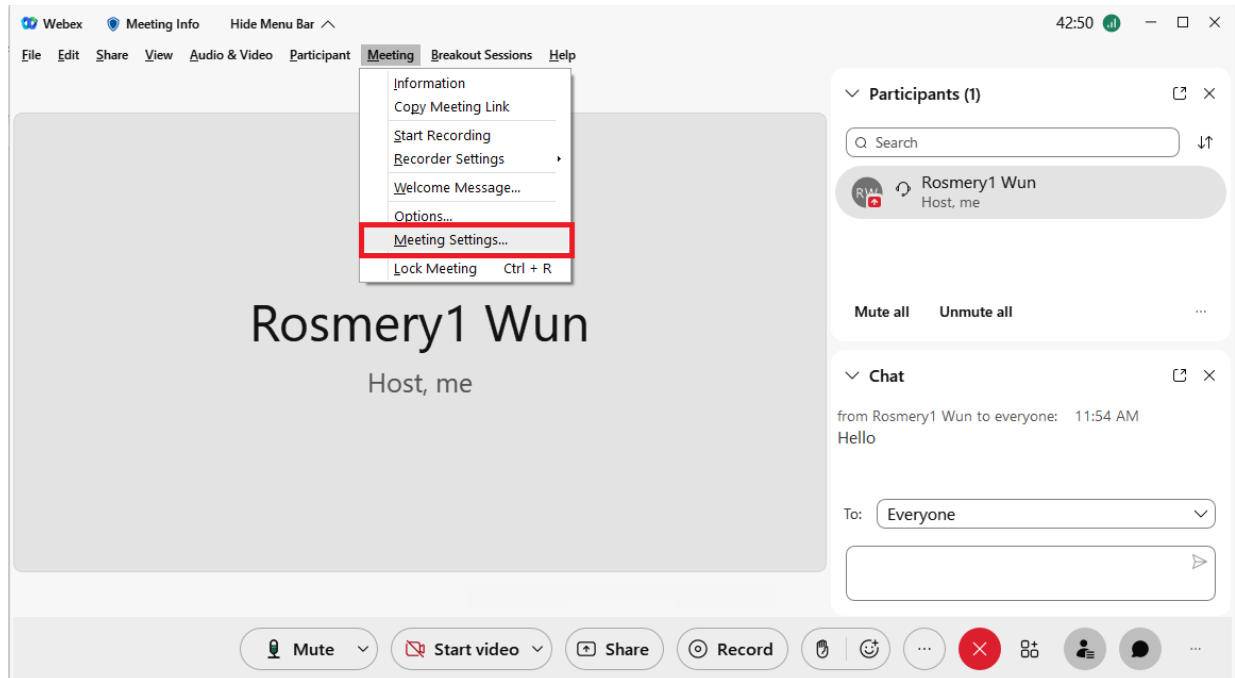 Webex Meeting Info Hide Menu Bar 42:50
File Edit Share View Audio & Video Participant Meeting Breakout Sessions Help
Information
Copy Meeting Link
Start Recording
Recorder Settings
Welcome Message...
Options...
Meeting Settings...
Lock Meeting Ctrl + R
Rosmery1 Wun
Host, me
Participants (1)
Search
RW
Rosmery1 Wun
Host, me
Mute all Unmute all
Chat
from Rosmery1 Wun to everyone: 11:54 AM
Hello
To: Everyone
Mute Start video Share Record